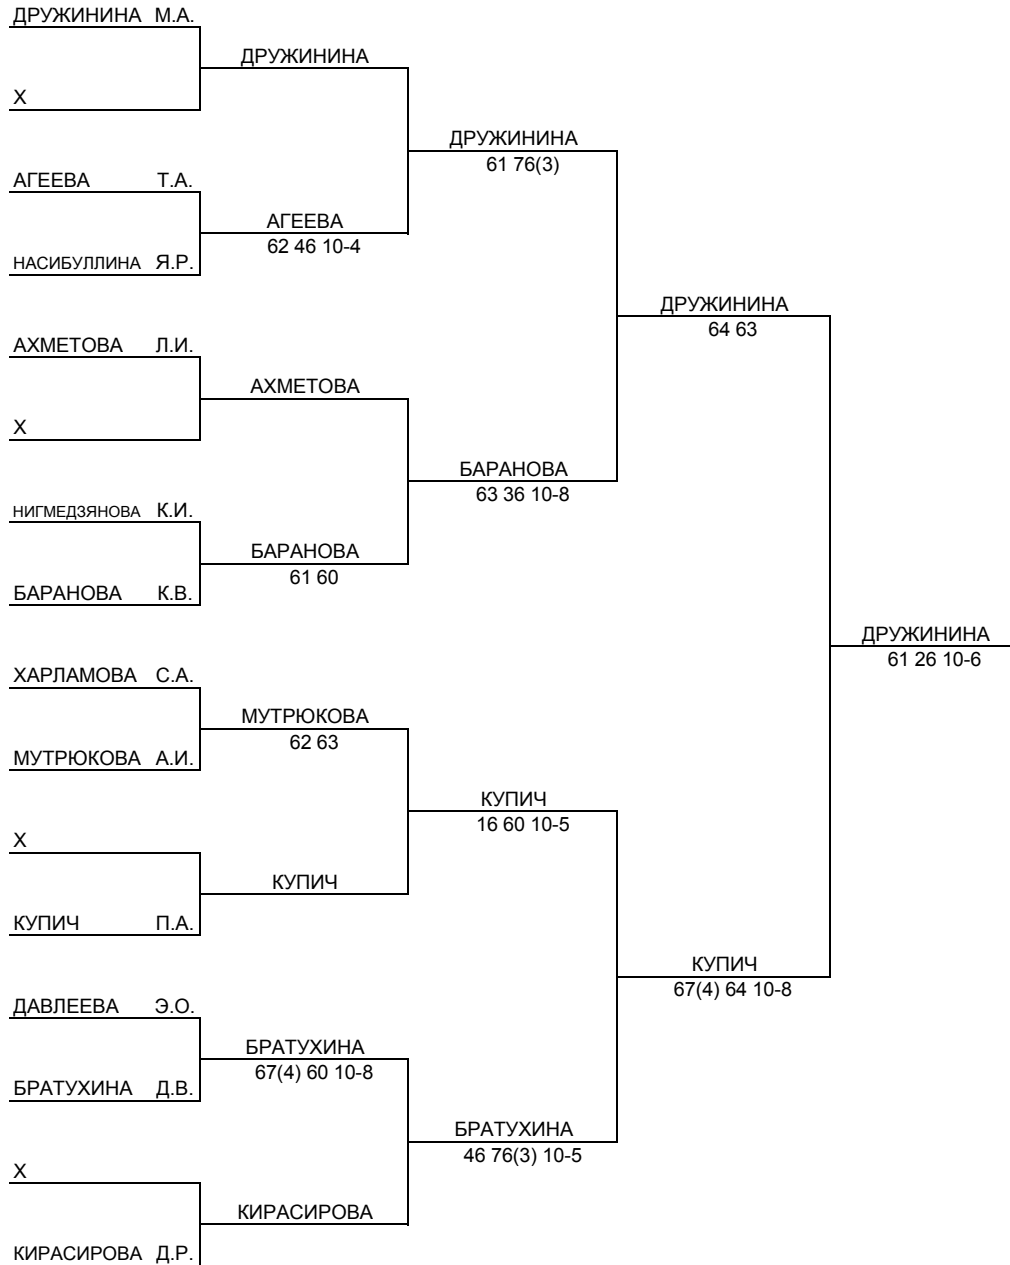 ДРУЖИНИНА М.А.
ДРУЖИНИНА
X
ДРУЖИНИНА
61 76(3)
АГЕЕВА Т.А.
АГЕЕВА
62 46 10-4
НАСИБУЛЛИНА Я.Р.
ДРУЖИНИНА
64 63
АХМЕТОВА Л.И.
АХМЕТОВА
X
БАРАНОВА
63 36 10-8
НИГМЕДЗЯНОВА К.И.
БАРАНОВА
61 60
БАРАНОВА К.В.
ДРУЖИНИНА
61 26 10-6
ХАРЛАМОВА С.А.
МУТРЮКОВА
62 63
МУТРЮКОВА А.И.
КУПИЧ
16 60 10-5
X
КУПИЧ
КУПИЧ П.А.
КУПИЧ
67(4) 64 10-8
ДАВЛЕЕВА Э.О.
БРАТУХИНА
67(4) 60 10-8
БРАТУХИНА Д.В.
БРАТУХИНА
46 76(3) 10-5
X
КИРАСИРОВА
КИРАСИРОВА Д.Р.